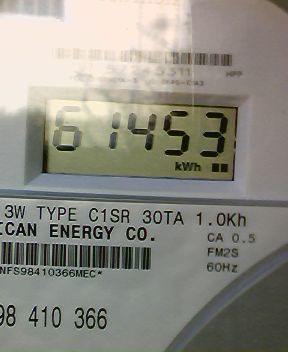 61453
kWh
3W TYPE C1SR 30TA 1.0Kh
ICAN ENERGY CO.
CA 0.5
FM2S
60Hz
NFS98410366MEC*
98 410 366